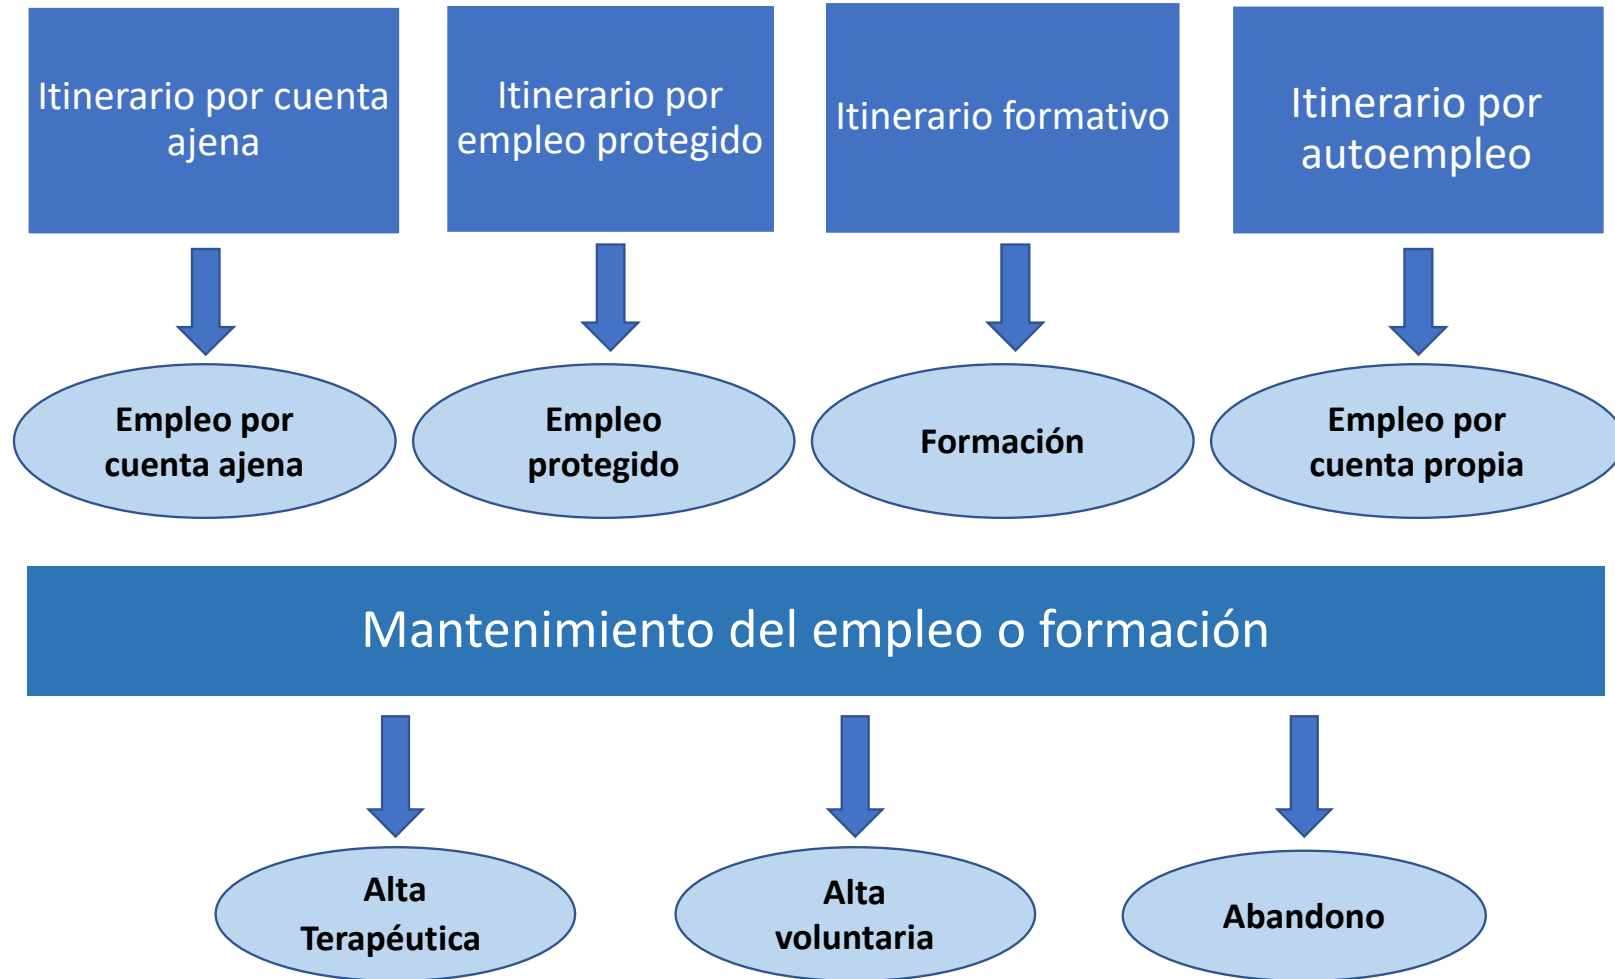 Itinerario por cuenta
ajena
Itinerario por
empleo protegido
Itinerario formativo
Itinerario por
autoempleo
Empleo por
cuenta ajena
Empleo
protegido
Formación
Empleo por
cuenta propia
Mantenimiento del empleo o formación
Alta
Terapéutica
Alta
voluntaria
Abandono